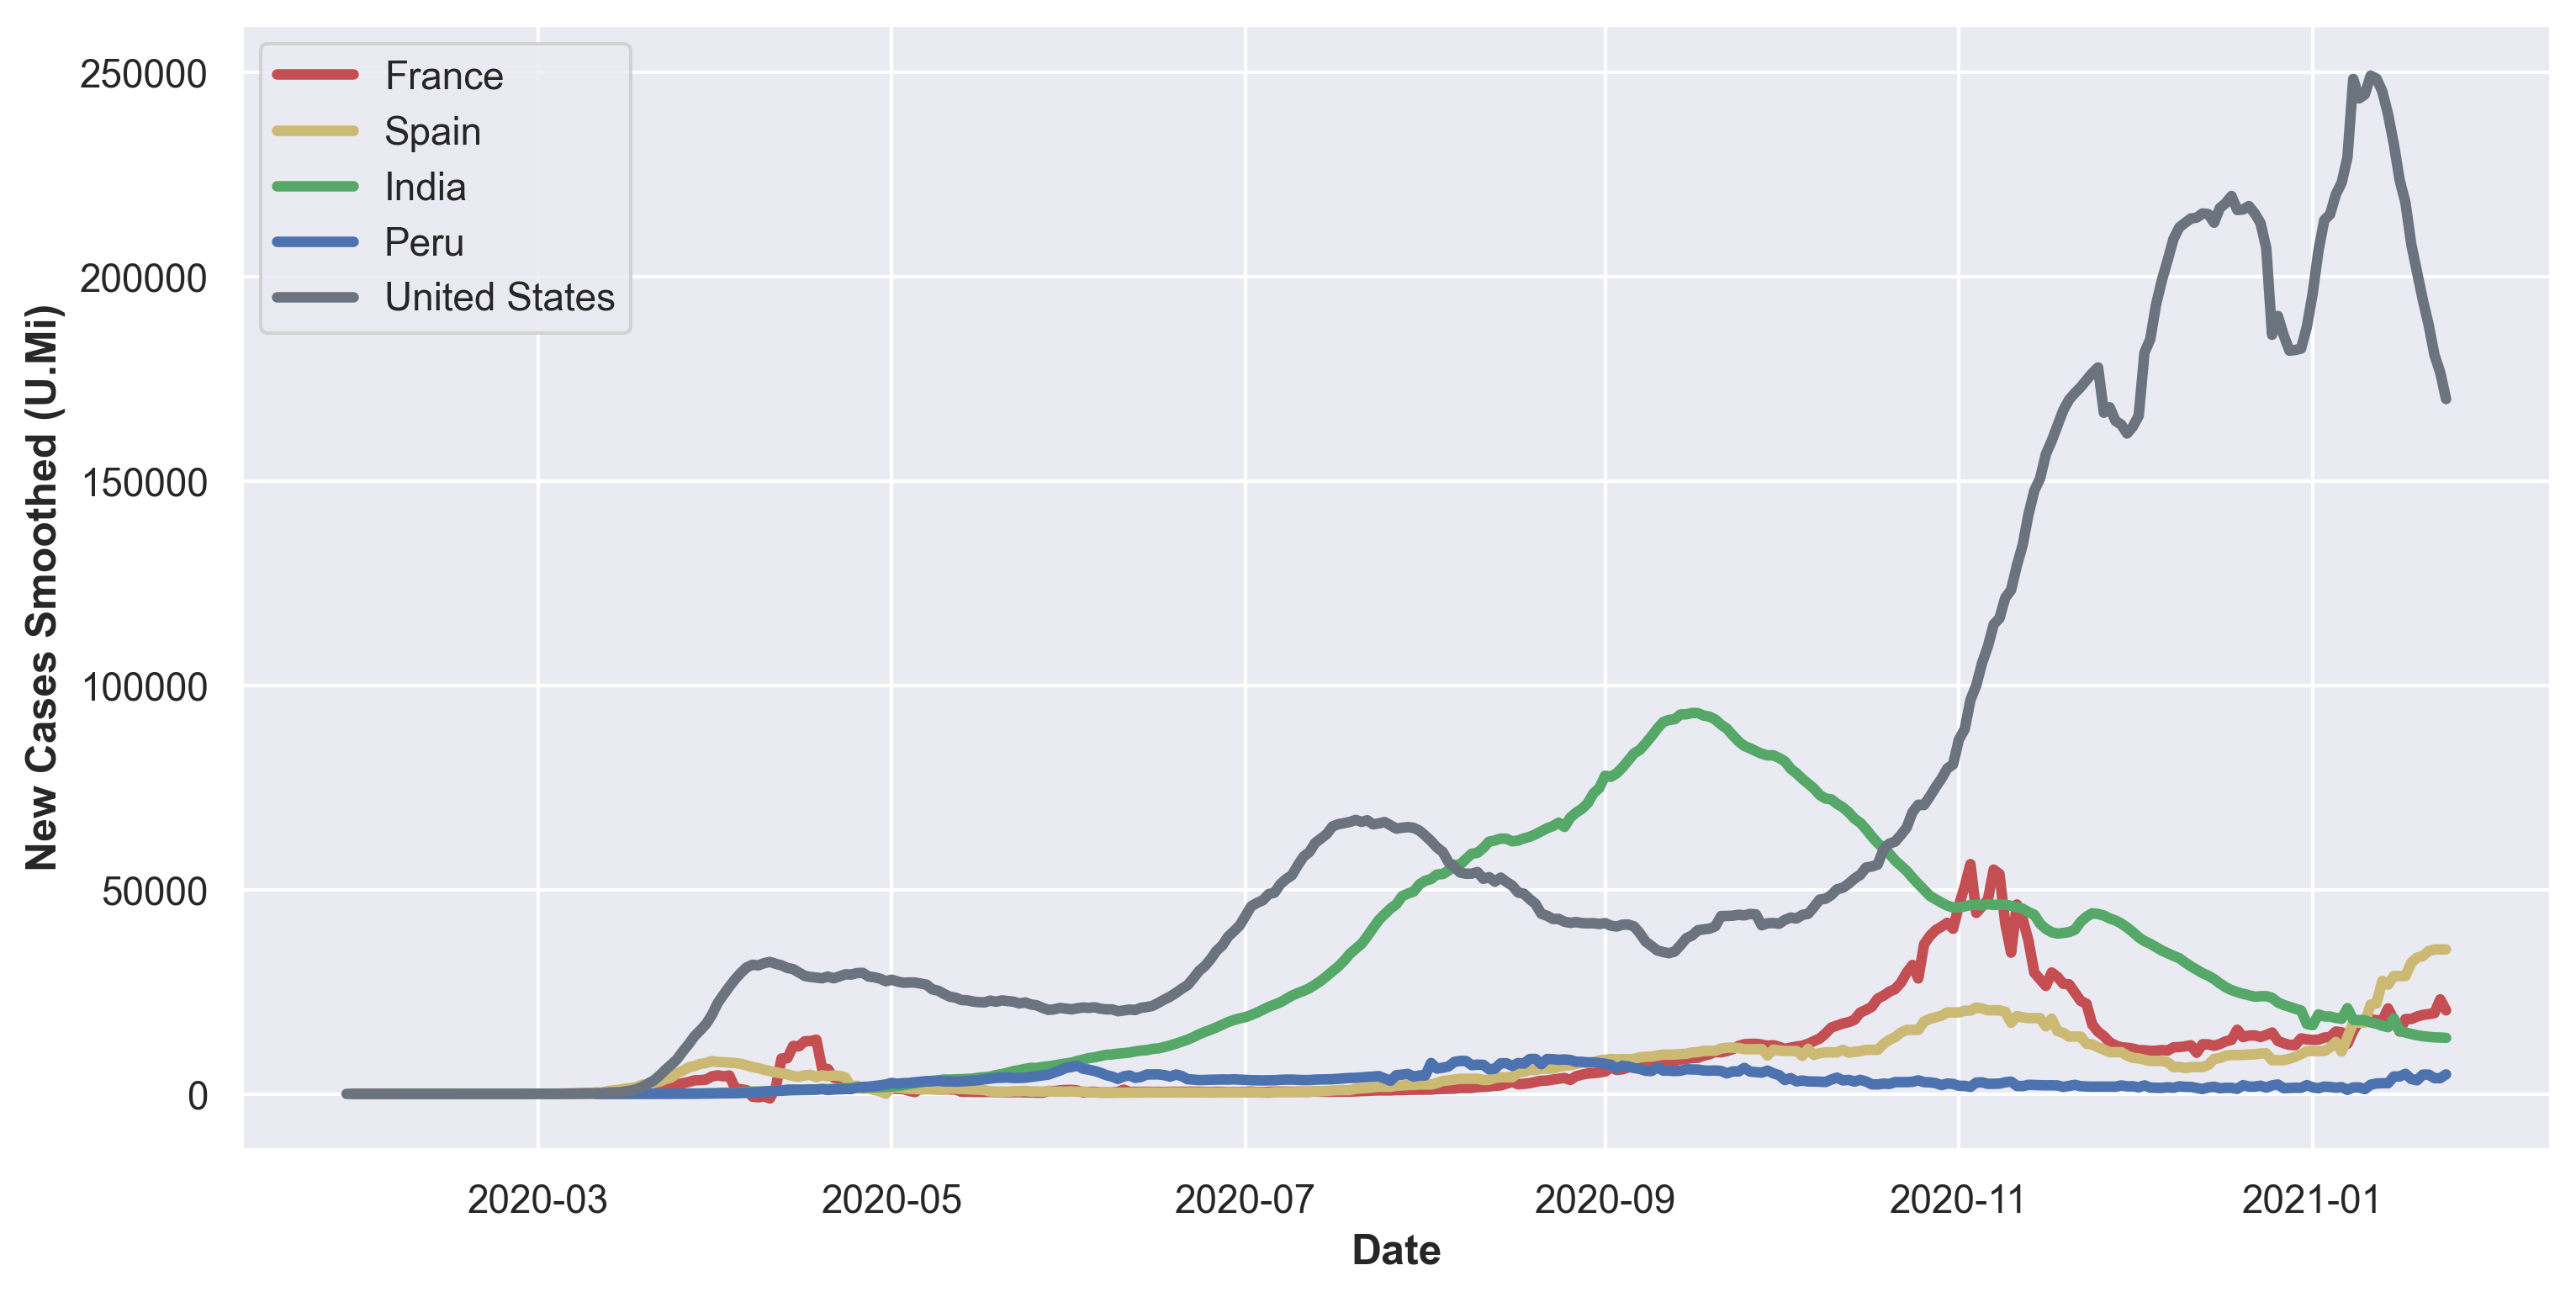 250000
200000
150000
100000
50000
0
New Cases Smoothed (U.Mi)
France
Spain
India
Peru
United States
2020-03 2020-05 2020-07 2020-09 2020-11 2021-01
Date